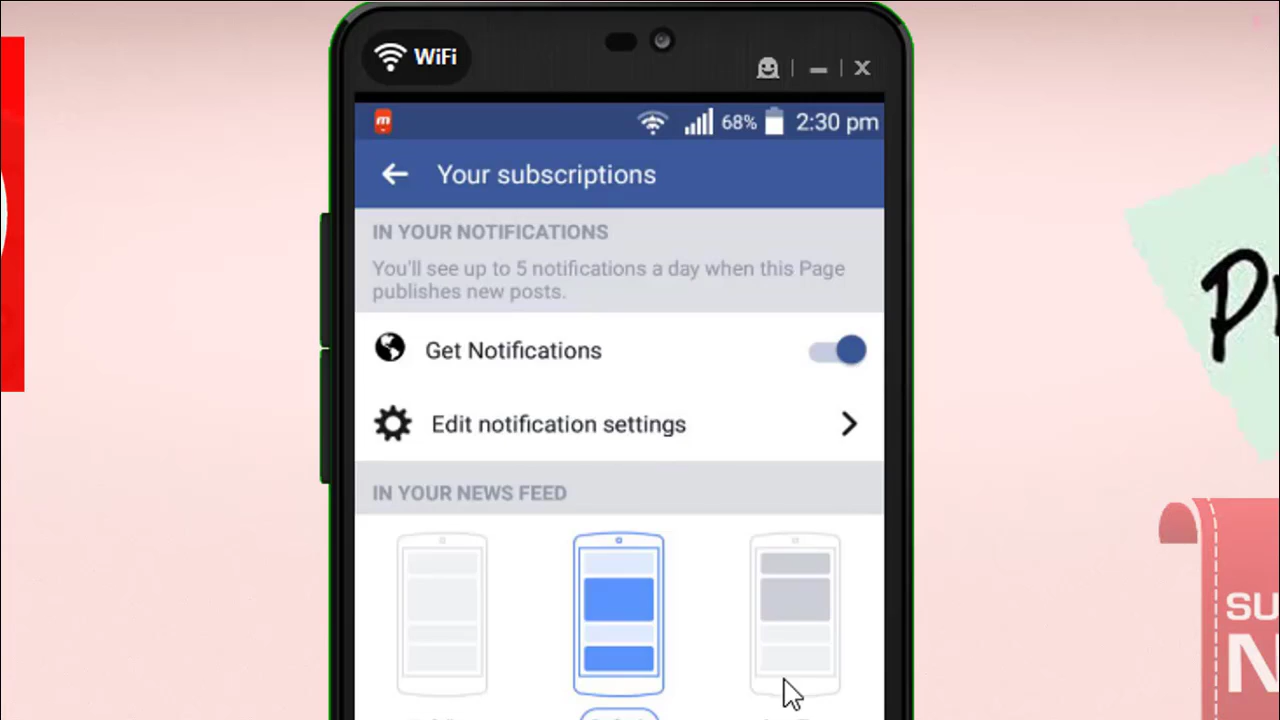 WiFi
68% 2:30 pm
Your subscriptions
IN YOUR NOTIFICATIONS
You'll see up to 5 notifications a day when this Page
publishes new posts.
Get Notifications
Edit notification settings
IN YOUR NEWS FEED